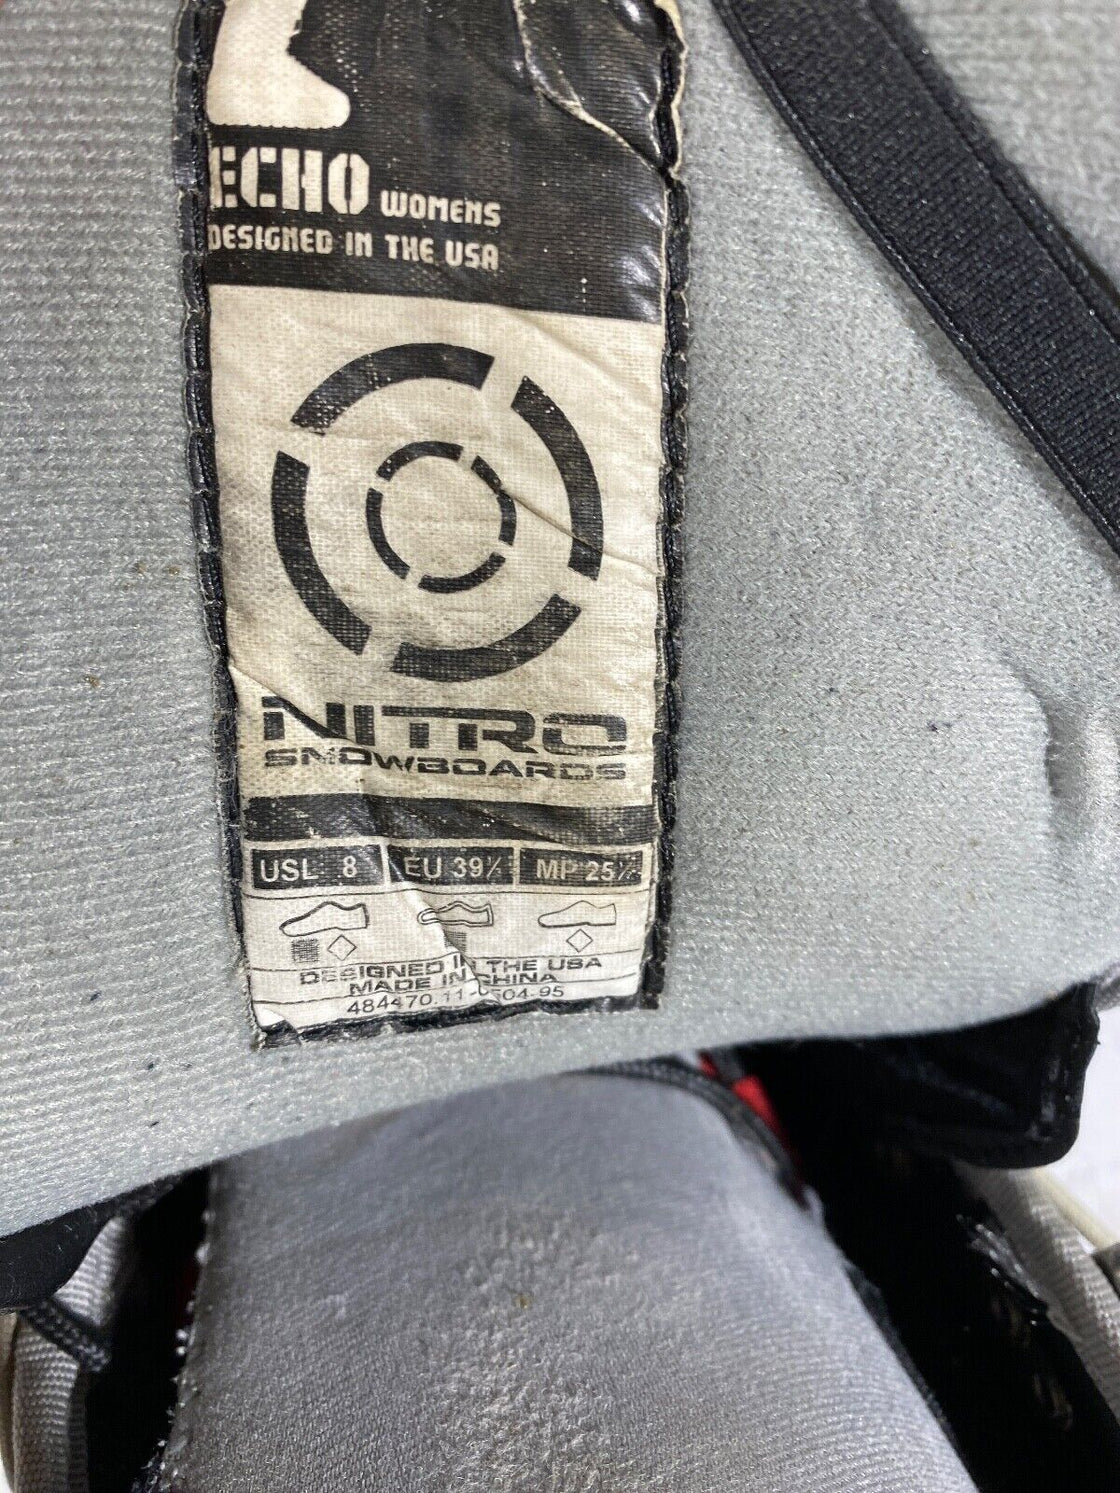 ECHO WOMENS
DESIGNED IN THE USA
NITRO
SNOWBOARDS
USL 8 EU 39½ MP 25½
DESIGNED IN THE USA
MADE IN CHINA